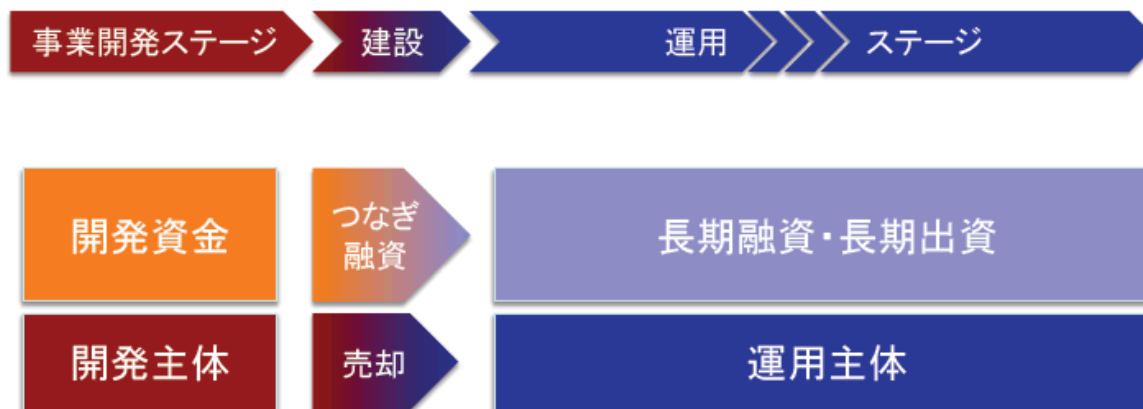 事業開発ステージ
建設
運用
ステージ
開発資金
つなぎ
融資
長期融資・長期出資
開発主体
売却
運用主体